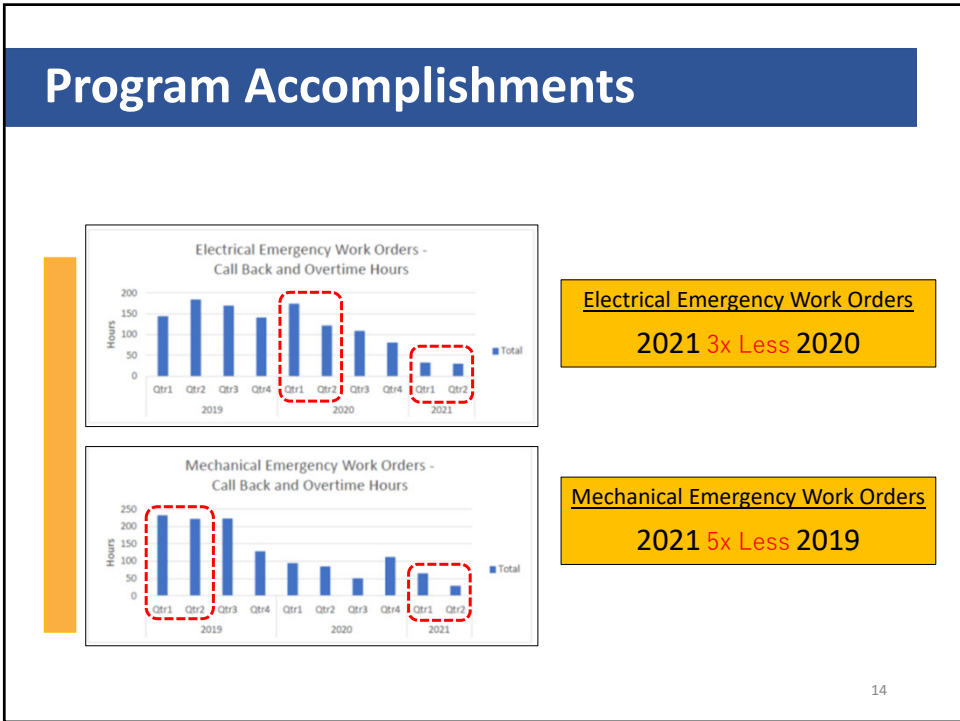 Program Accomplishments
Electrical Emergency Work Orders -
Call Back and Overtime Hours
200
150
100
50
0
Hours
Qtr1 Qtr2 Qtr3 Qtr4 Qtr1 Qtr2 Qtr3 Qtr4 Qtr1 Qtr2
2019 2020 2021
Total
Electrical Emergency Work Orders
2021 3x Less 2020
Mechanical Emergency Work Orders -
Call Back and Overtime Hours
250
200
150
100
50
0
Hours
Qtr1 Qtr2 Qtr3 Qtr4 Qtr1 Qtr2 Qtr3 Qtr4 Qtr1 Qtr2
2019 2020 2021
Total
Mechanical Emergency Work Orders
2021 5x Less 2019
14